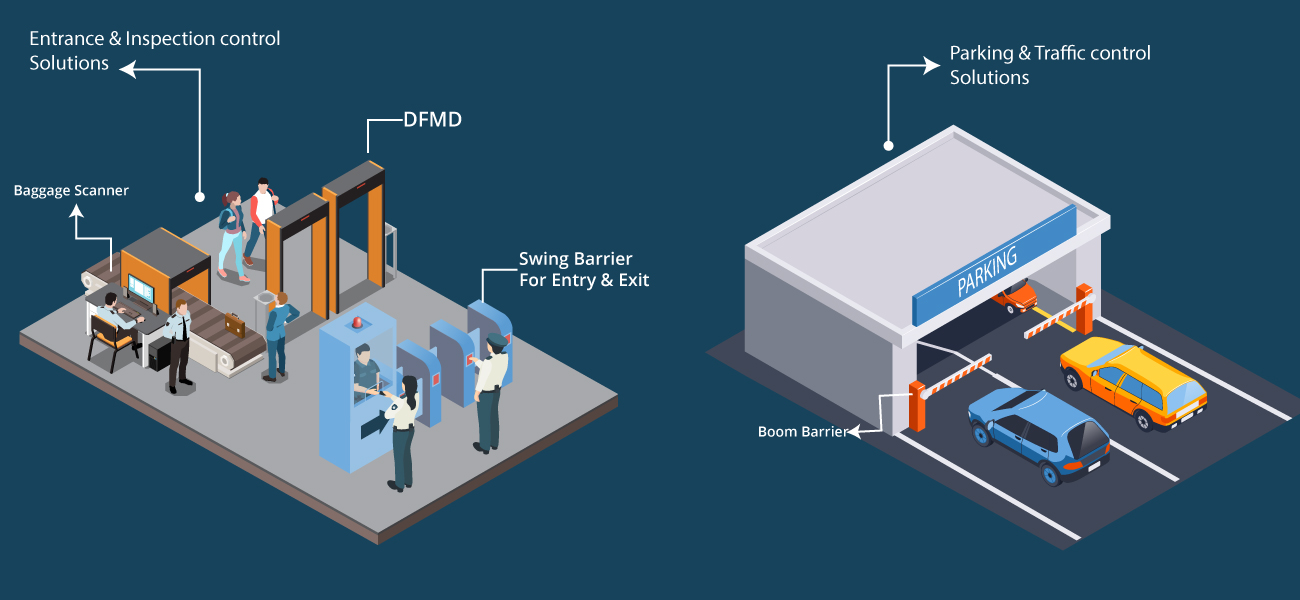 Entrance & Inspection control
Solutions
DFMD
Baggage Scanner
Swing Barrier
For Entry & Exit
Parking & Traffic control
Solutions
PARKING
Boom Barrier